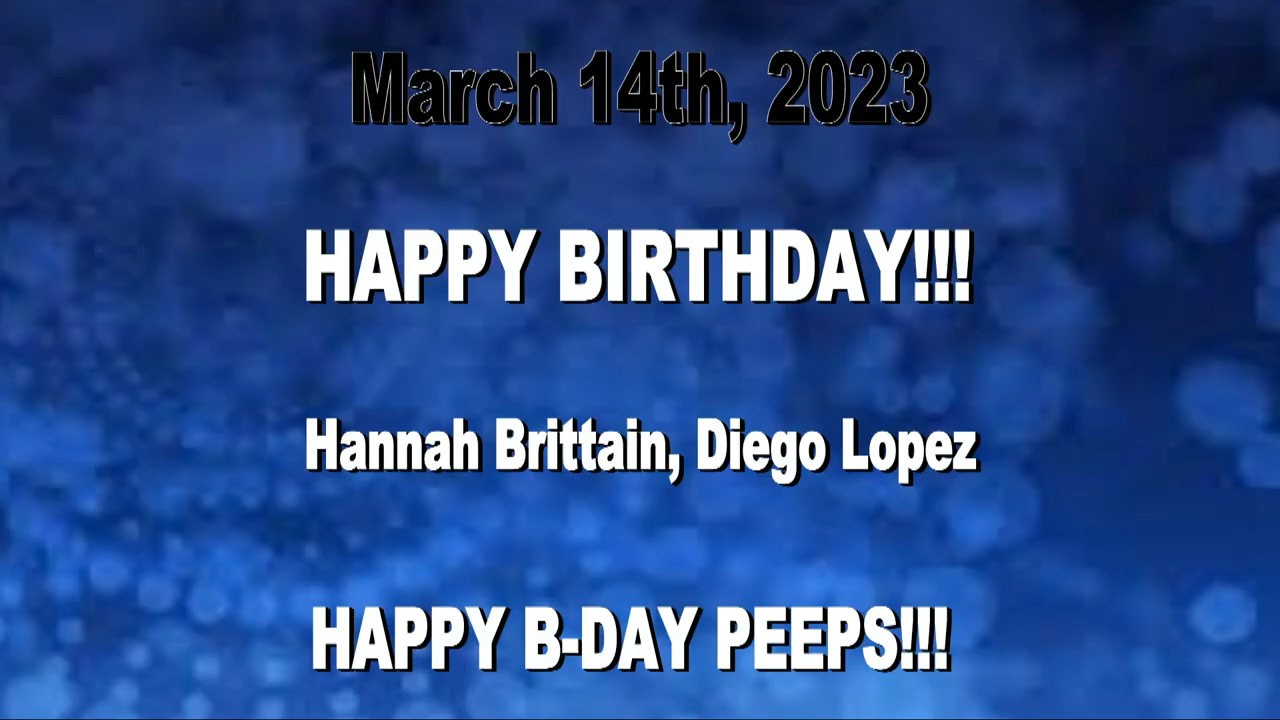 March 14th, 2023
HAPPY BIRTHDAY!!!
Hannah Brittain, Diego Lopez
HAPPY B-DAY PEEPS!!!